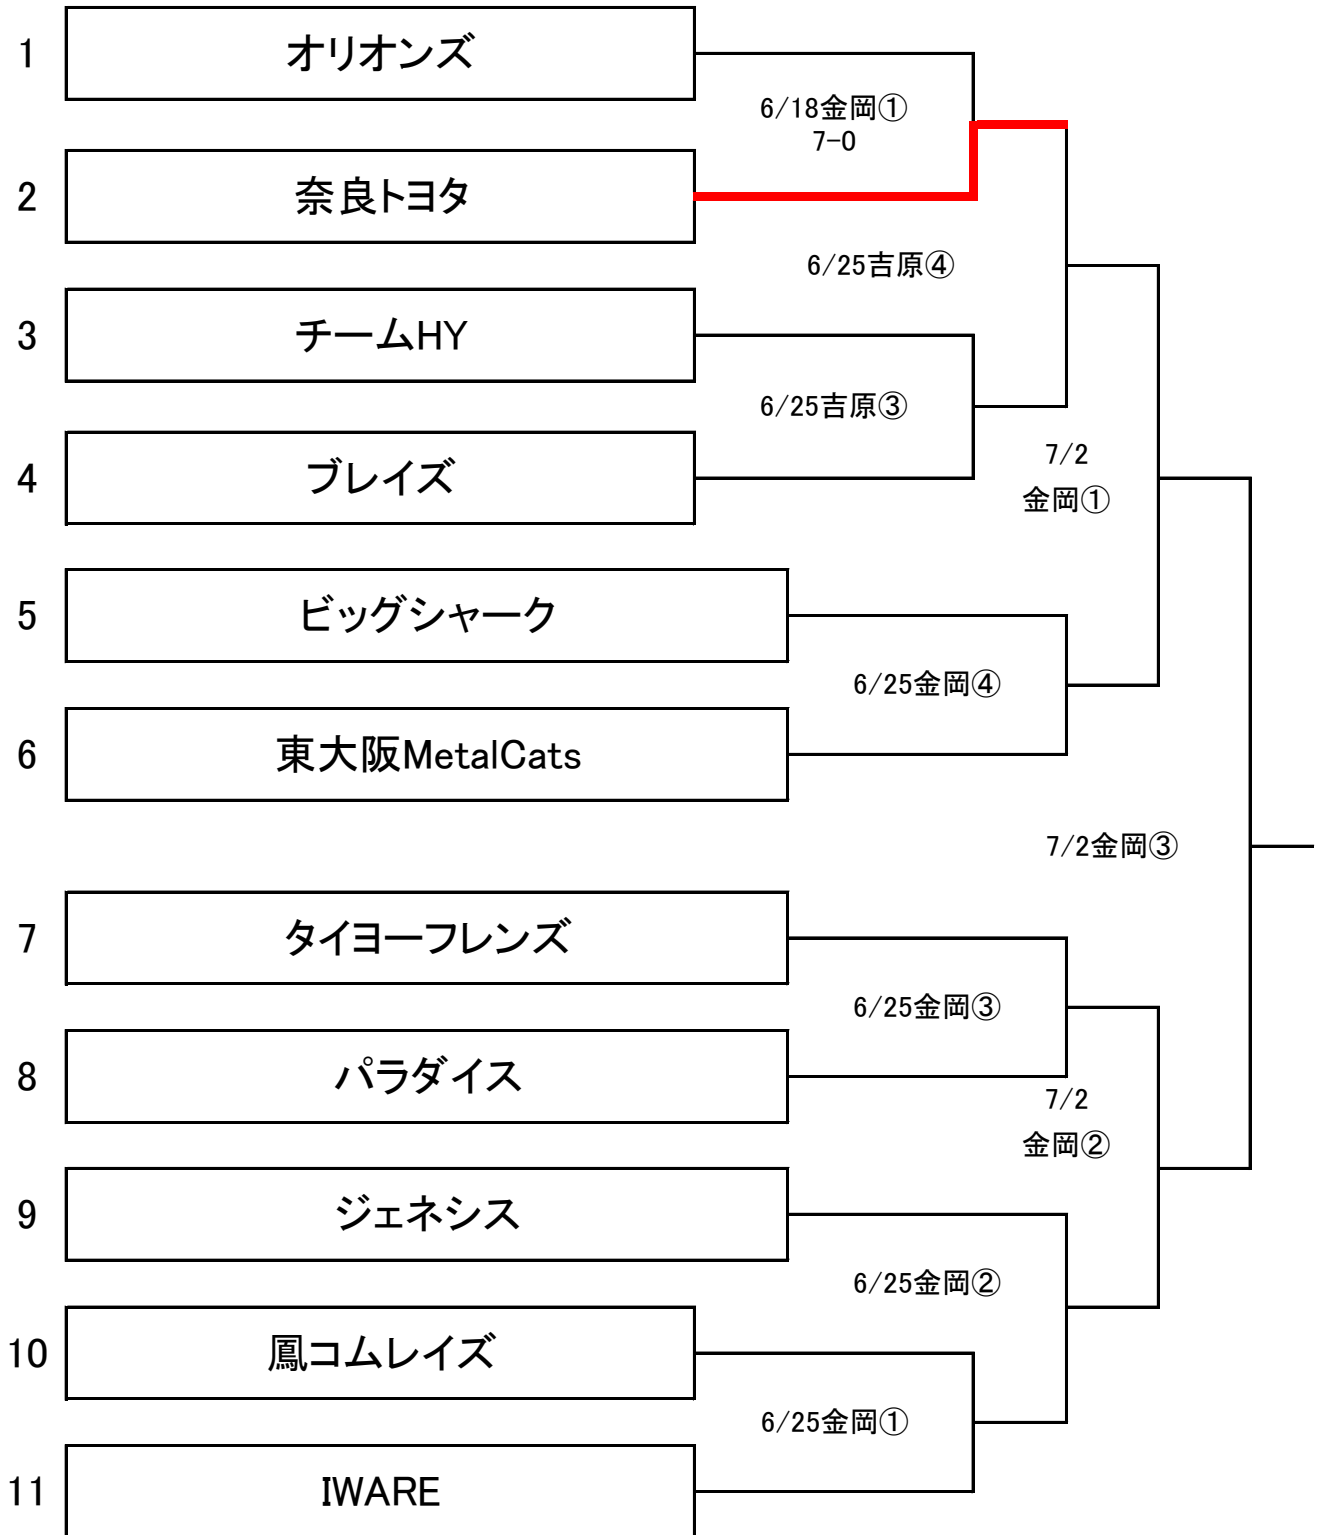 1
オリオンズ
6/18金岡①
7-0
2
奈良トヨタ
6/25吉原④
3
チームHY
6/25吉原③
4
ブレイズ
7/2
金岡①
5
ビッグシャーク
6/25金岡④
6
東大阪MetalCats
7/2金岡③
7
タイヨーフレンズ
6/25金岡③
8
パラダイス
7/2
金岡②
9
ジェネシス
6/25金岡②
10
鳳コムレイズ
6/25金岡①
11
IWARE